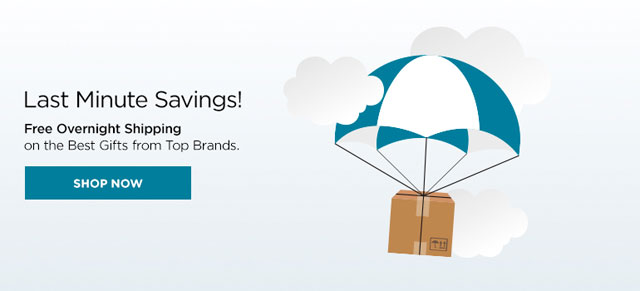 Last Minute Savings!
Free Overnight Shipping
on the Best Gifts from Top Brands.
SHOP NOW